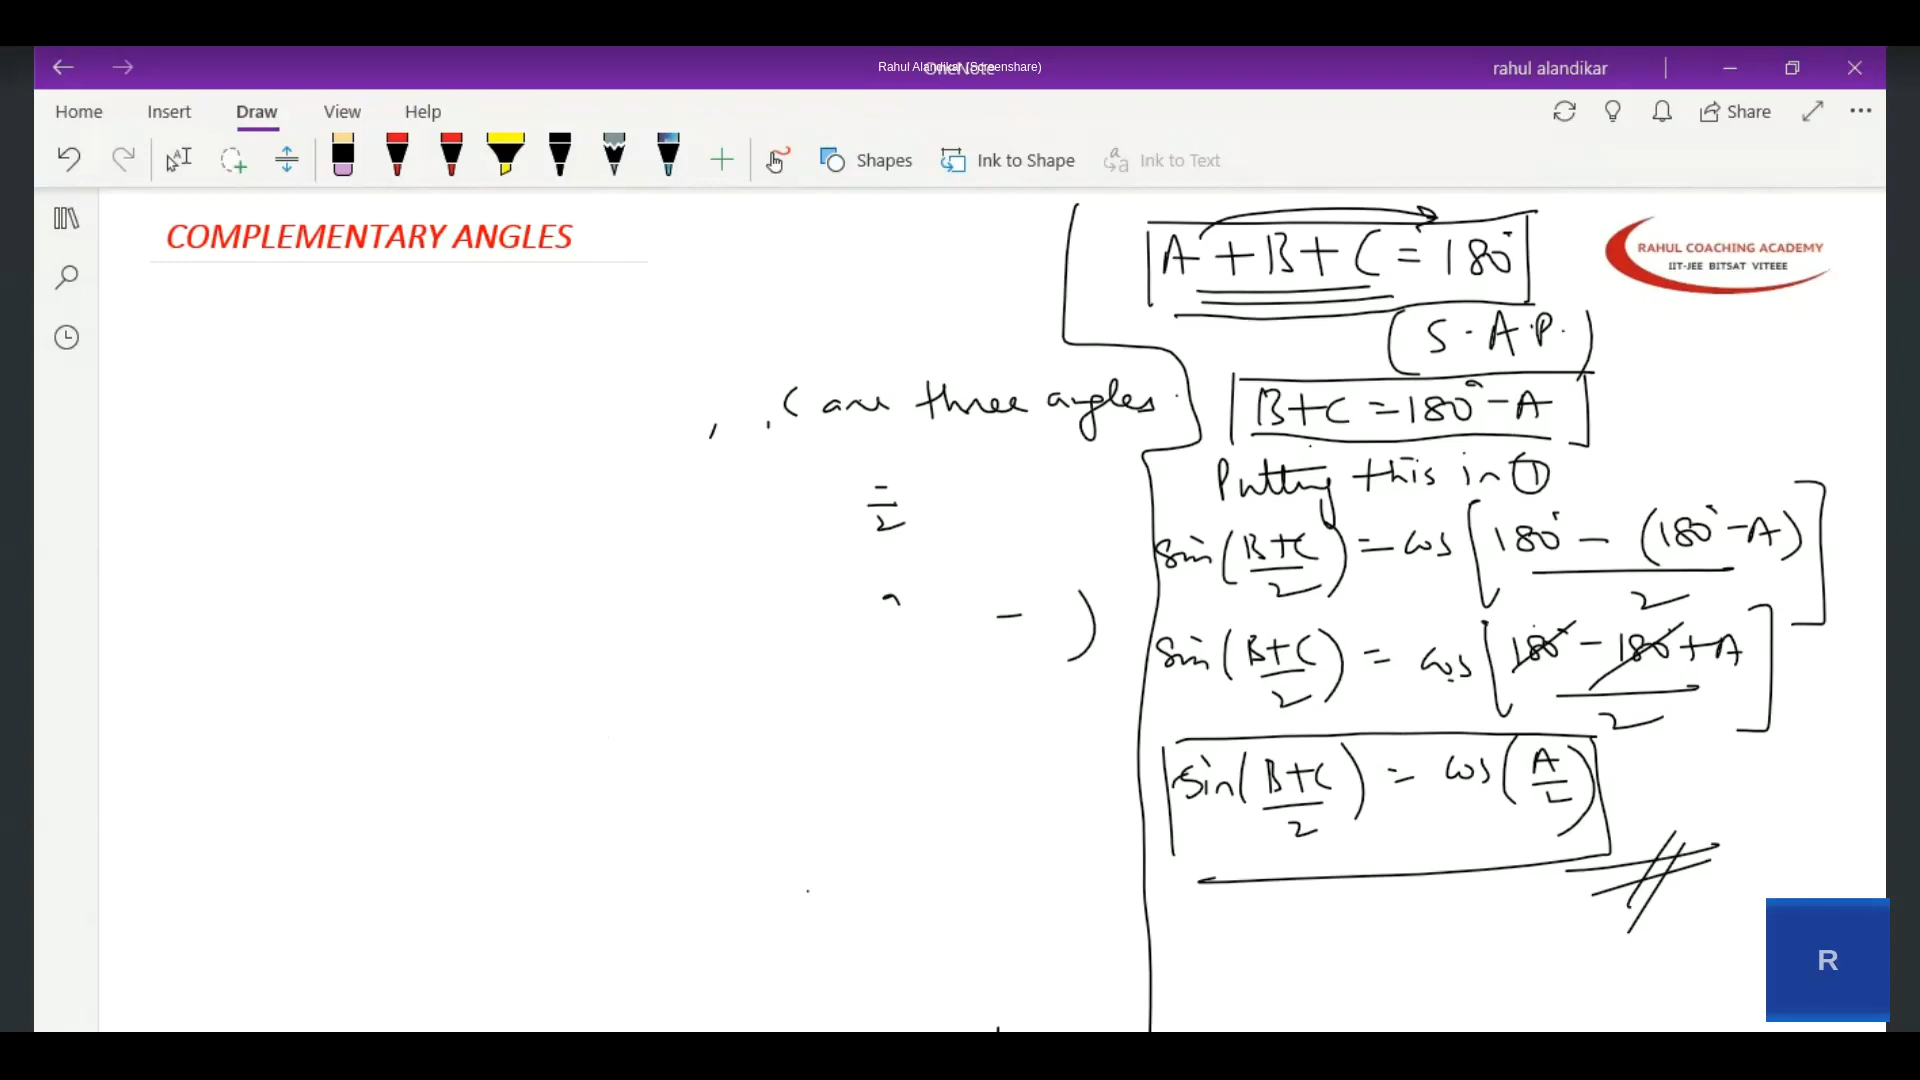 Rahul Alandikar (Screenshare)
OneNote
rahul alandikar
Home Insert Draw View Help
Share
Shapes Ink to Shape Ink to Text
COMPLEMENTARY ANGLES
A + B + C = 180°
RAHUL COACHING ACADEMY
IIT-JEE BITSAT VITEEE
(S.A.P.)
, , C are three angles.
B+C = 180° - A
Putting this in ①
2
sin(B+C/2) = cos[180° - (180° - A)/2]
- )
sin(B+C/2) = cos[180° - 180° + A/2]
sin(B+C/2) = cos(A/2)
R